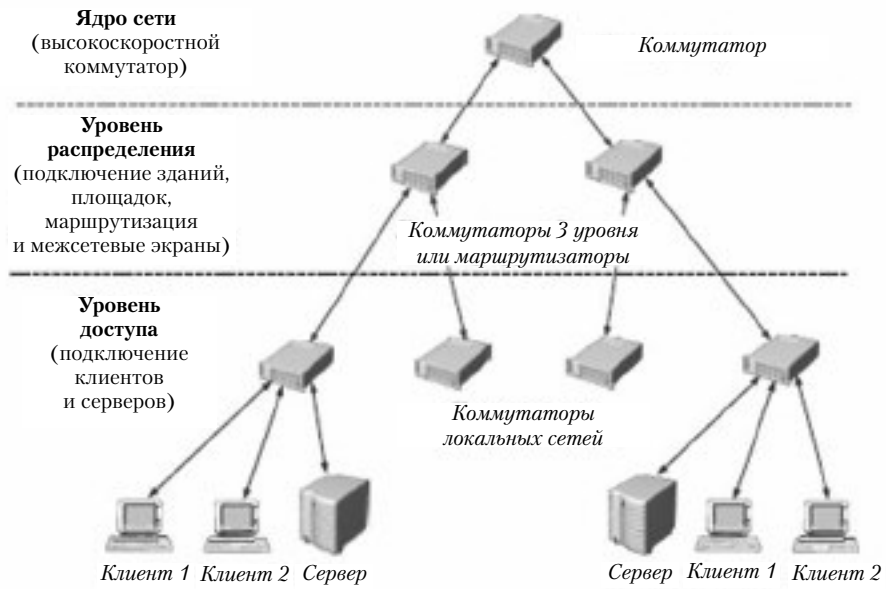 Ядро сети
(высокоскоростной
коммутатор)
Коммутатор
Уровень
распределения
(подключение зданий,
площадок,
маршрутизация
и межсетевые экраны)
Коммутаторы 3 уровня
или маршрутизаторы
Уровень
доступа
(подключение
клиентов
и серверов)
Коммутаторы
локальных сетей
Клиент 1 Клиент 2 Сервер
Сервер Клиент 1 Клиент 2